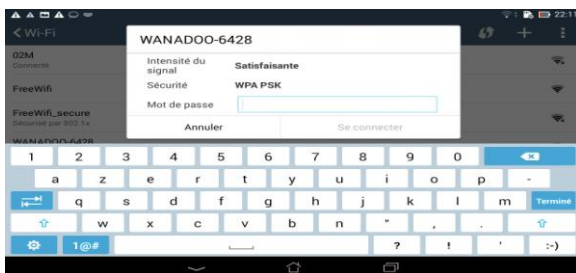 22:11
Wi-Fi
02M
Connecté
FreeWifi
FreeWifi_secure
Sécurisé par 802.1x
WANADOO-6428
WANADOO-6428
Intensité du signal
Satisfaisante
Sécurité
WPA PSK
Mot de passe
Annuler
Se connecter
1 2 3 4 5 6 7 8 9 0
a z e r t y u i o p -
q s d f g h j k l m Terminé
w x c v b n " , .
1@# ? ! ' :-)